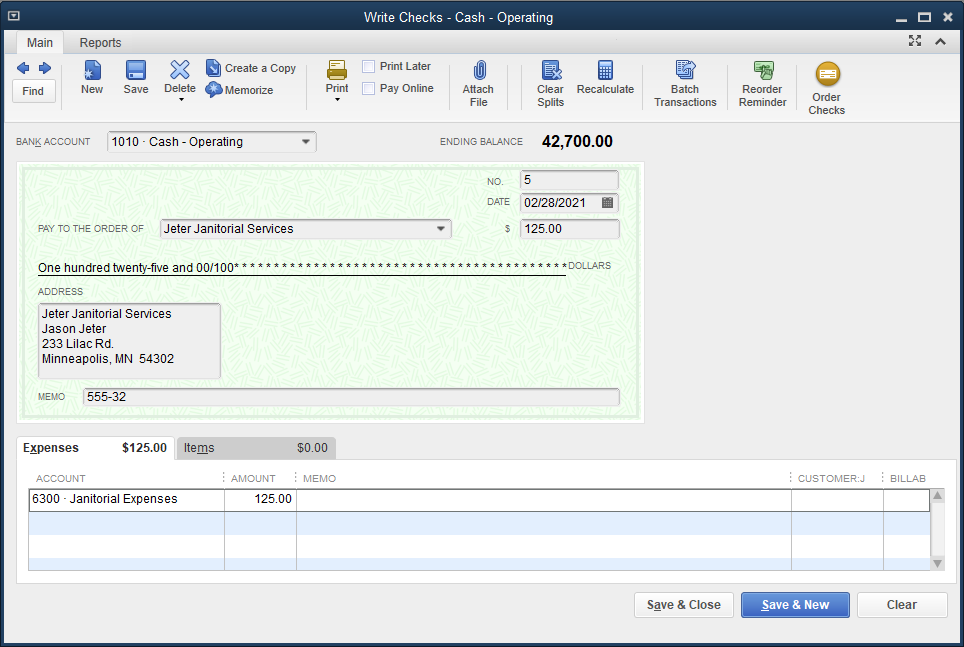 Write Checks - Cash - Operating
Main Reports
Find
New
Save
Delete
Create a Copy
Memorize
Print
Print Later
Pay Online
Attach
File
Clear
Splits
Recalculate
Batch
Transactions
Reorder
Reminder
Order
Checks
BANK ACCOUNT 1010 · Cash - Operating ENDING BALANCE 42,700.00
NO. 5
DATE 02/28/2021
PAY TO THE ORDER OF Jeter Janitorial Services $ 125.00
One hundred twenty-five and 00/100* * * * * * * * * * * * * * * * * * * * * * * * * * * * * * * * * * * * * * * * * DOLLARS
ADDRESS
Jeter Janitorial Services
Jason Jeter
233 Lilac Rd.
Minneapolis, MN 54302
MEMO 555-32
Expenses $125.00 Items $0.00
ACCOUNT AMOUNT MEMO CUSTOMER:J BILLAB
6300 · Janitorial Expenses 125.00
Save & Close Save & New Clear